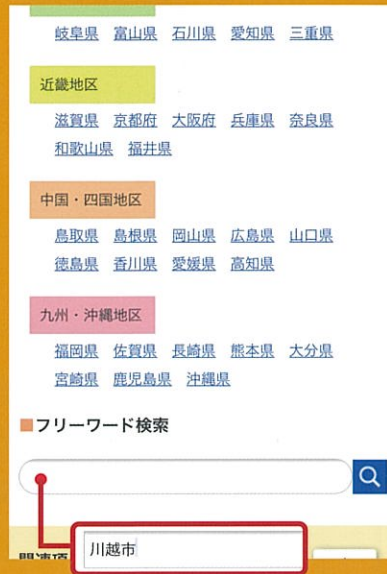 岐阜県 富山県 石川県 愛知県 三重県
近畿地区
滋賀県 京都府 大阪府 兵庫県 奈良県
和歌山県 福井県
中国・四国地区
鳥取県 島根県 岡山県 広島県 山口県
徳島県 香川県 愛媛県 高知県
九州・沖縄地区
福岡県 佐賀県 長崎県 熊本県 大分県
宮崎県 鹿児島県 沖縄県
■フリーワード検索
川越市
関連項